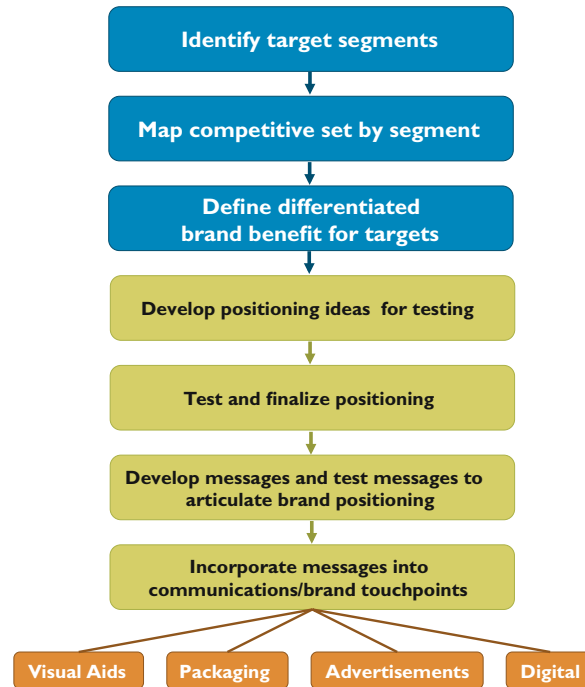 Identify target segments
Map competitive set by segment
Define differentiated
brand benefit for targets
Develop positioning ideas for testing
Test and finalize positioning
Develop messages and test messages to
articulate brand positioning
Incorporate messages into
communications/brand touchpoints
Visual Aids
Packaging
Advertisements
Digital